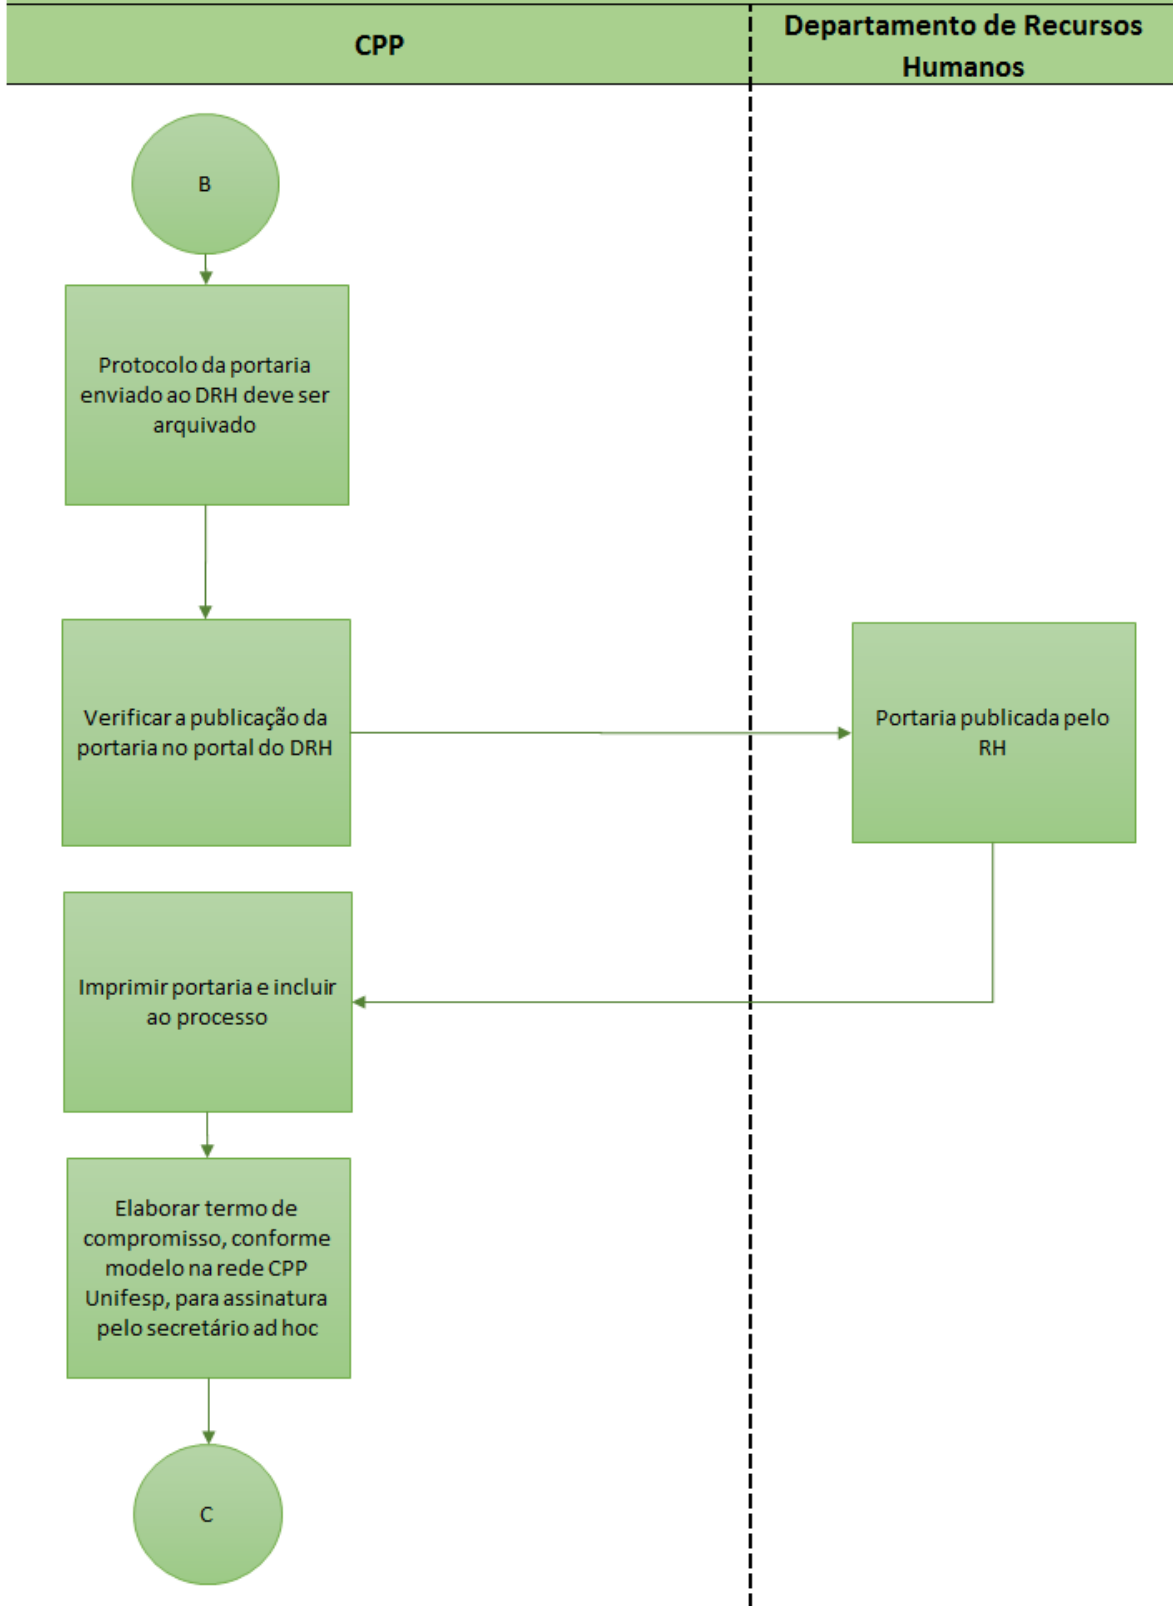 CPP
Departamento de Recursos
Humanos
B
Protocolo da portaria
enviado ao DRH deve ser
arquivado
Verificar a publicação da
portaria no portal do DRH
Portaria publicada pelo
RH
Imprimir portaria e incluir
ao processo
Elaborar termo de
compromisso, conforme
modelo na rede CPP
Unifesp, para assinatura
pelo secretário ad hoc
C